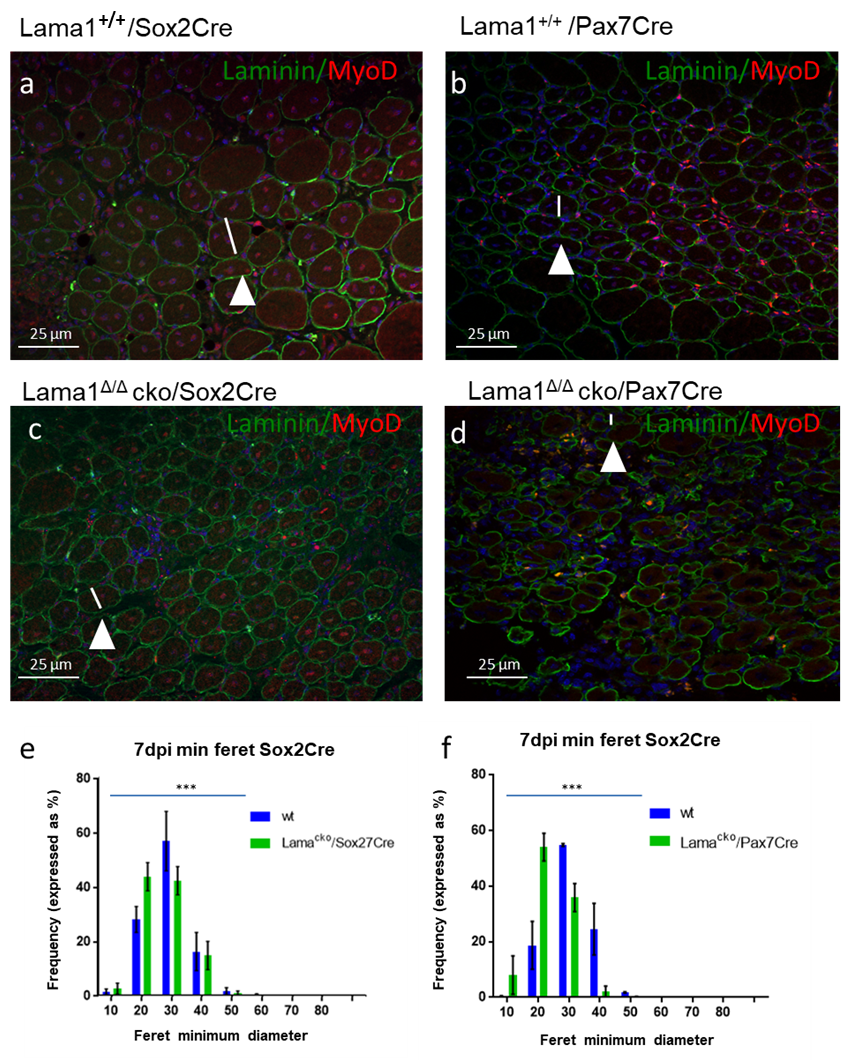 Lama1+/+/Sox2Cre
Lama1+/+ /Pax7Cre
a
Laminin/MyoD
b
Laminin/MyoD
25 µm
25 µm
Lama1Δ/Δ cko/Sox2Cre
Lama1Δ/Δ cko/Pax7Cre
c
Laminin/MyoD
d
Laminin/MyoD
25 µm
25 µm
e
7dpi min feret Sox2Cre
Frequency (expressed as %)
80
60
40
20
0
***
wt
Lamacko/Sox27Cre
10 20 30 40 50 60 70 80
Feret minimum diameter
f
7dpi min feret Sox2Cre
Frequency (expressed as %)
80
60
40
20
0
***
wt
Lamacko/Pax7Cre
10 20 30 40 50 60 70 80
Feret minimum diameter